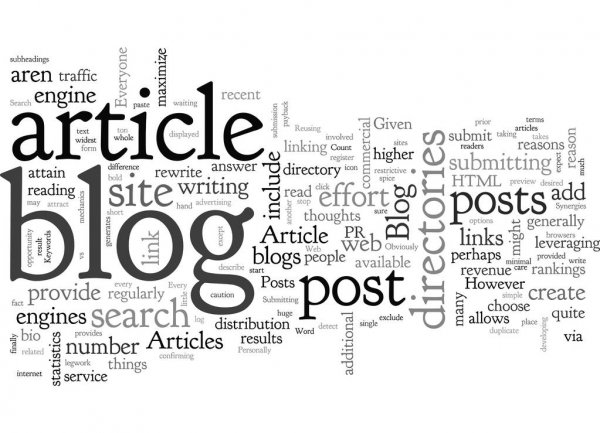 subheadings
aren
traffic
Everyone
maximize
engine
Search
paste
waiting
recent
article
text
widest
form
ton
whole
displayed
submission
payback
Reusing
linking
involved
Count
register
icon
commercial
Given
sites
higher
restrictive
spice
directories
prior
submit
readers
terms
articles
taking
takes
reasons
expect
reason
much
submitting
HTML
preview
desired
add
Synergies
attain
bold
difference
rewrite
answer
directory
include
reading
site
writing
hand
advertising
read
another
stop
effort
thoughts
sure
Blog
posts
may
attract
mechanics
vs
generates
short
link
except
blog
Article
PR
web
Obviously
links
might
options
generally
browsers
leveraging
opportunity
result
Keywords
blogs
people
Web
available
perhaps
minimal
care
provided
write
rankings
describe
start
revenue
However
fact
provide
every
regularly
Every
little
caution
Posts
Submitting
post
many
choose
simple
create
engines
search
log
distribution
huge
Word
detect
single
exclude
additional
allows
duplicate
place
developing
quite
finally
bio
related
statistics
provides
number
Articles
results
Personally
via
internet
legwork
service
things
confirming